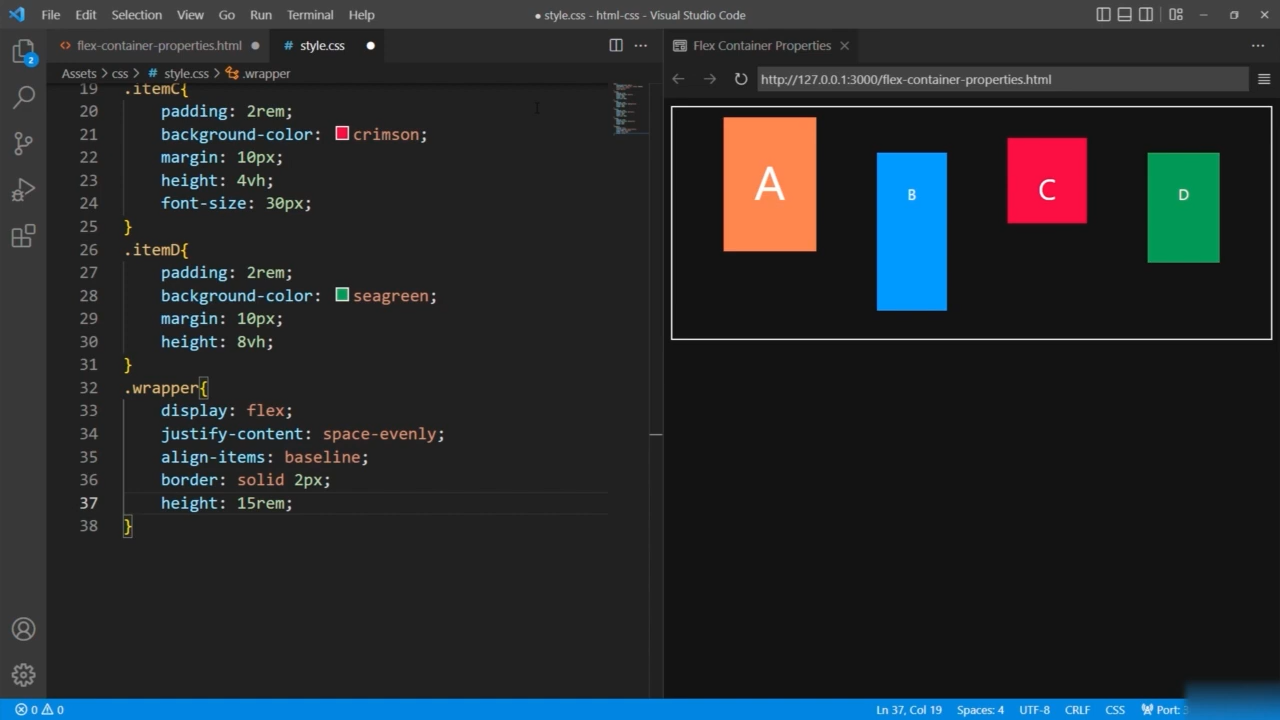 File Edit Selection View Go Run Terminal Help ● style.css - html-css - Visual Studio Code
flex-container-properties.html ● # style.css ● Flex Container Properties
Assets > css > # style.css > .wrapper
http://127.0.0.1:3000/flex-container-properties.html
2
19 .itemC{
20 padding: 2rem;
21 background-color: crimson;
22 margin: 10px;
23 height: 4vh;
24 font-size: 30px;
25 }
26 .itemD{
27 padding: 2rem;
28 background-color: seagreen;
29 margin: 10px;
30 height: 8vh;
31 }
32 .wrapper{
33 display: flex;
34 justify-content: space-evenly;
35 align-items: baseline;
36 border: solid 2px;
37 height: 15rem;
38 }
A B C D
0 0 Ln 37, Col 19 Spaces: 4 UTF-8 CRLF CSS Port: